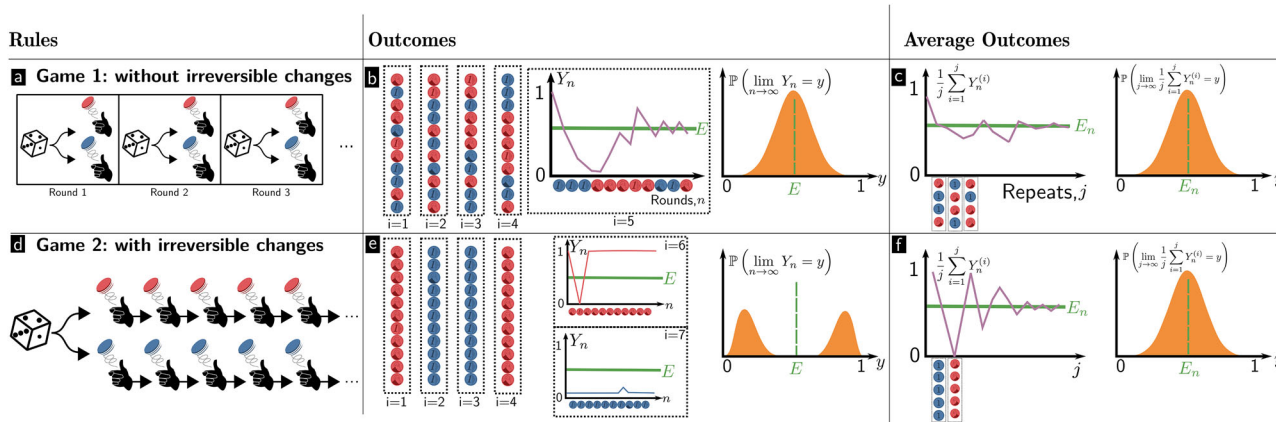 Rules
Outcomes
Average Outcomes
a Game 1: without irreversible changes
Round 1
Round 2
Round 3
...
b
i=1
i=2
i=3
i=4
Y_n
1
0
E
Rounds,n
i=5
ℙ(lim_{n→∞} Y_n = y)
0
E
1
y
c
1/j ∑_{i=1}^{j} Y_n^{(i)}
1
0
E_n
Repeats,j
ℙ(lim_{j→∞} 1/j ∑_{i=1}^{j} Y_n^{(i)} = y)
0
E_n
1
d Game 2: with irreversible changes
...
...
e
i=1
i=2
i=3
i=4
Y_n
i=6
1
E
0
n
Y_n
i=7
1
E
0
n
ℙ(lim_{n→∞} Y_n = y)
0
E
1
y
f
1/j ∑_{i=1}^{j} Y_n^{(i)}
1
0
E_n
j
ℙ(lim_{j→∞} 1/j ∑_{i=1}^{j} Y_n^{(i)} = y)
0
E_n
1